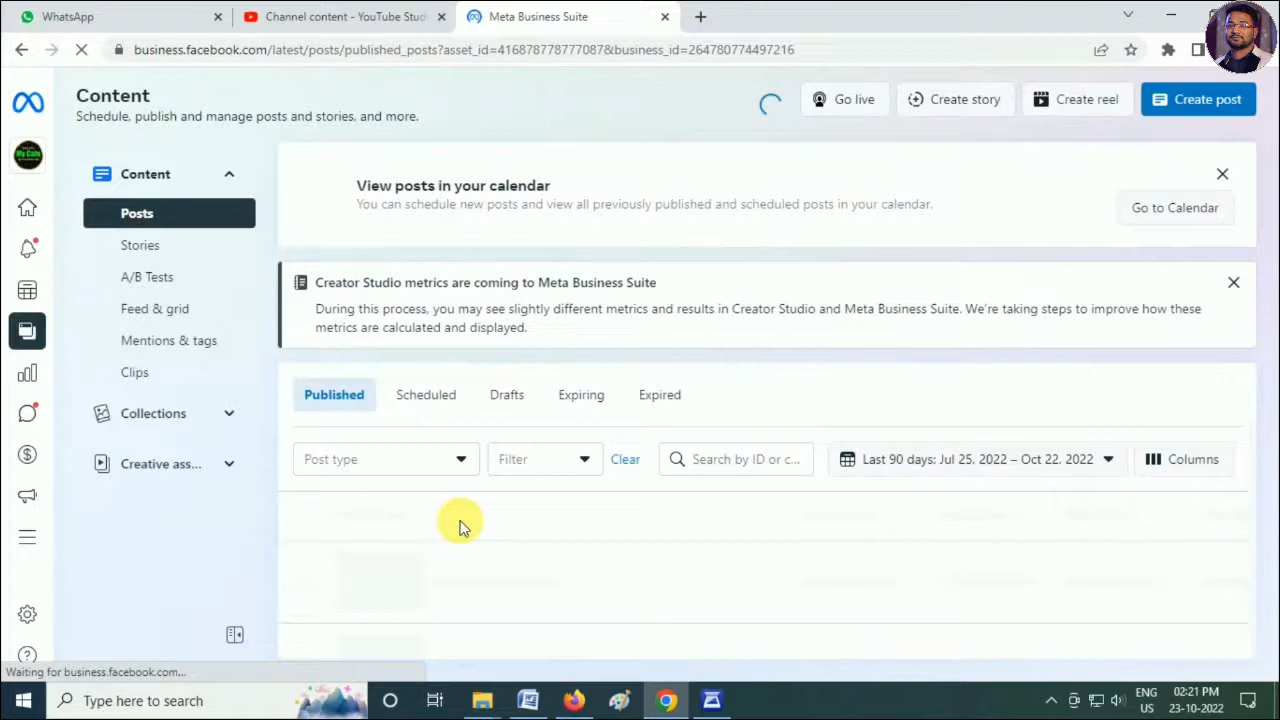 WhatsApp
Channel content - YouTube Stu
Meta Business Suite
business.facebook.com/latest/posts/published_posts?asset_id=416878778777087&business_id=264780774497216
Content
Schedule, publish and manage posts and stories, and more.
Go live
Create story
Create reel
Create post
My Cafe
Content
Posts
Stories
A/B Tests
Feed & grid
Mentions & tags
Clips
Collections
Creative ass...
View posts in your calendar
You can schedule new posts and view all previously published and scheduled posts in your calendar.
Go to Calendar
Creator Studio metrics are coming to Meta Business Suite
During this process, you may see slightly different metrics and results in Creator Studio and Meta Business Suite. We're taking steps to improve how these
metrics are calculated and displayed.
Published
Scheduled
Drafts
Expiring
Expired
Post type
Filter
Clear
Search by ID or c...
Last 90 days: Jul 25, 2022 – Oct 22, 2022
Columns
Waiting for business.facebook.com...
Type here to search
ENG
US
02:21 PM
23-10-2022